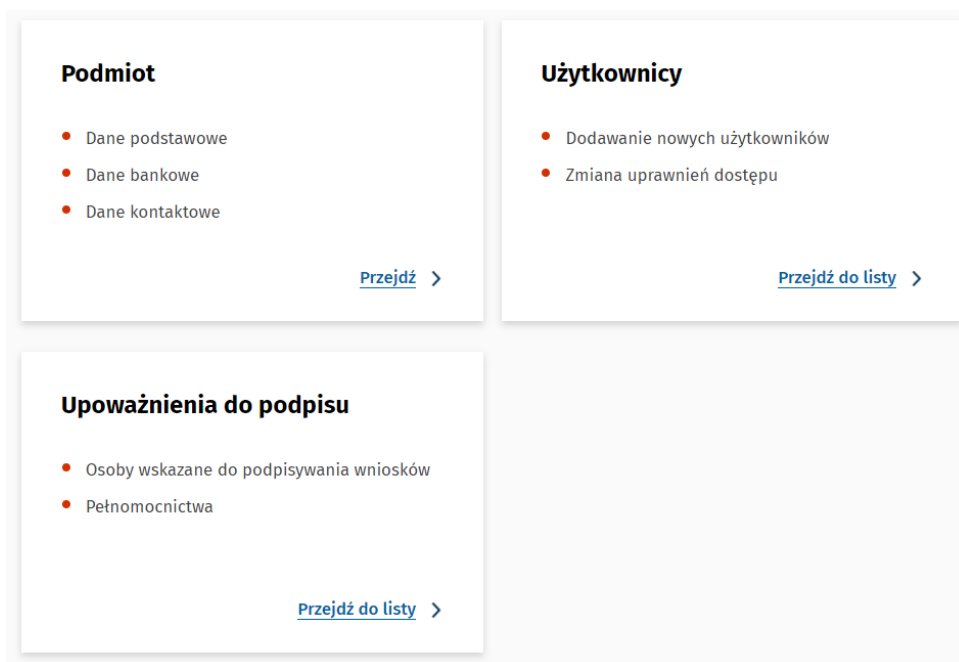 Podmiot
Dane podstawowe
Dane bankowe
Dane kontaktowe
Przejdź
Użytkownicy
Dodawanie nowych użytkowników
Zmiana uprawnień dostępu
Przejdź do listy
Upoważnienia do podpisu
Osoby wskazane do podpisywania wniosków
Pełnomocnictwa
Przejdź do listy